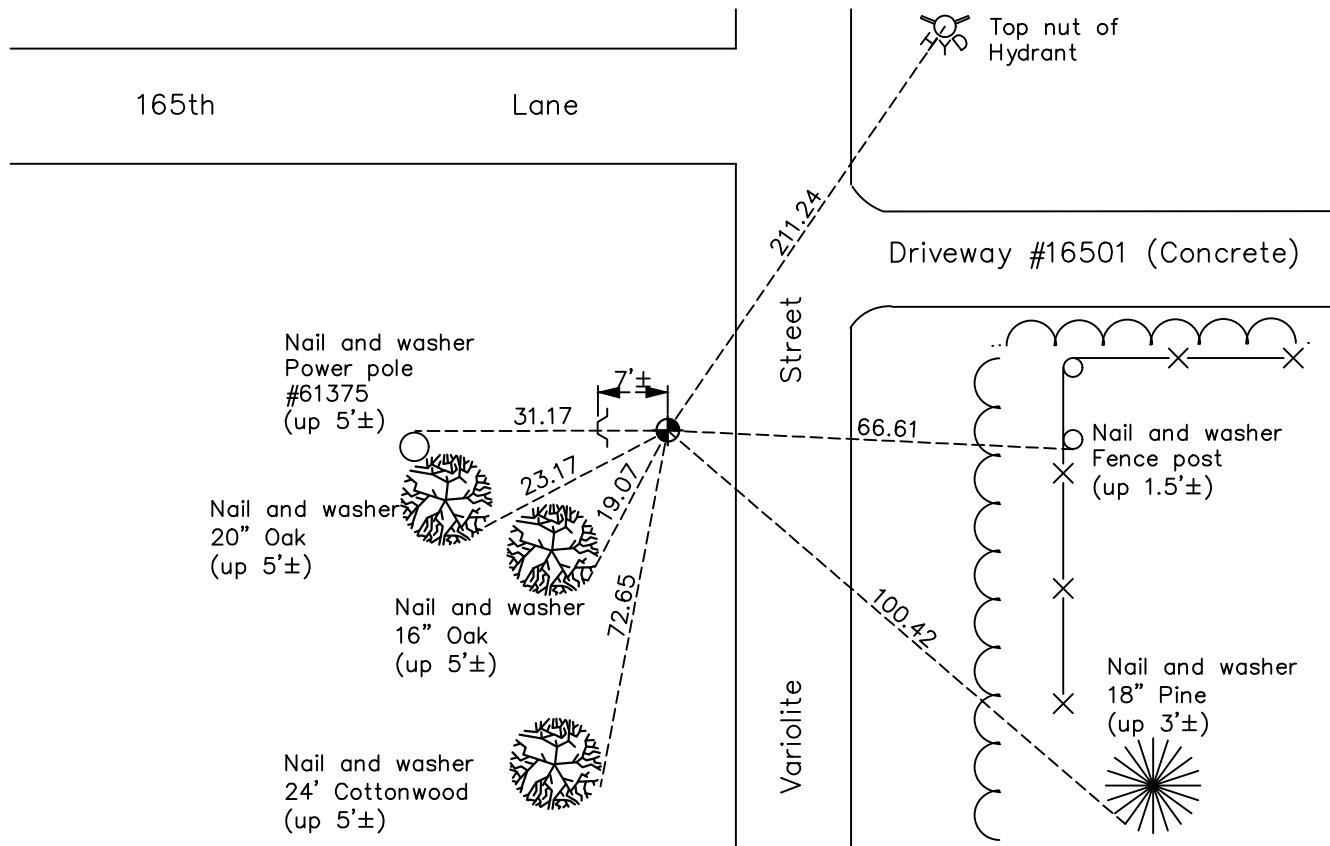 Top nut of
Hydrant
HYD
165th Lane
211.24
Driveway #16501 (Concrete)
Variolite Street
Nail and washer
Power pole
#61375
(up 5'±)
7'±
31.17
66.61
Nail and washer
Fence post
(up 1.5'±)
23.17
19.07
Nail and washer
20" Oak
(up 5'±)
72.65
100.42
Nail and washer
16" Oak
(up 5'±)
Nail and washer
18" Pine
(up 3'±)
Nail and washer
24' Cottonwood
(up 5'±)